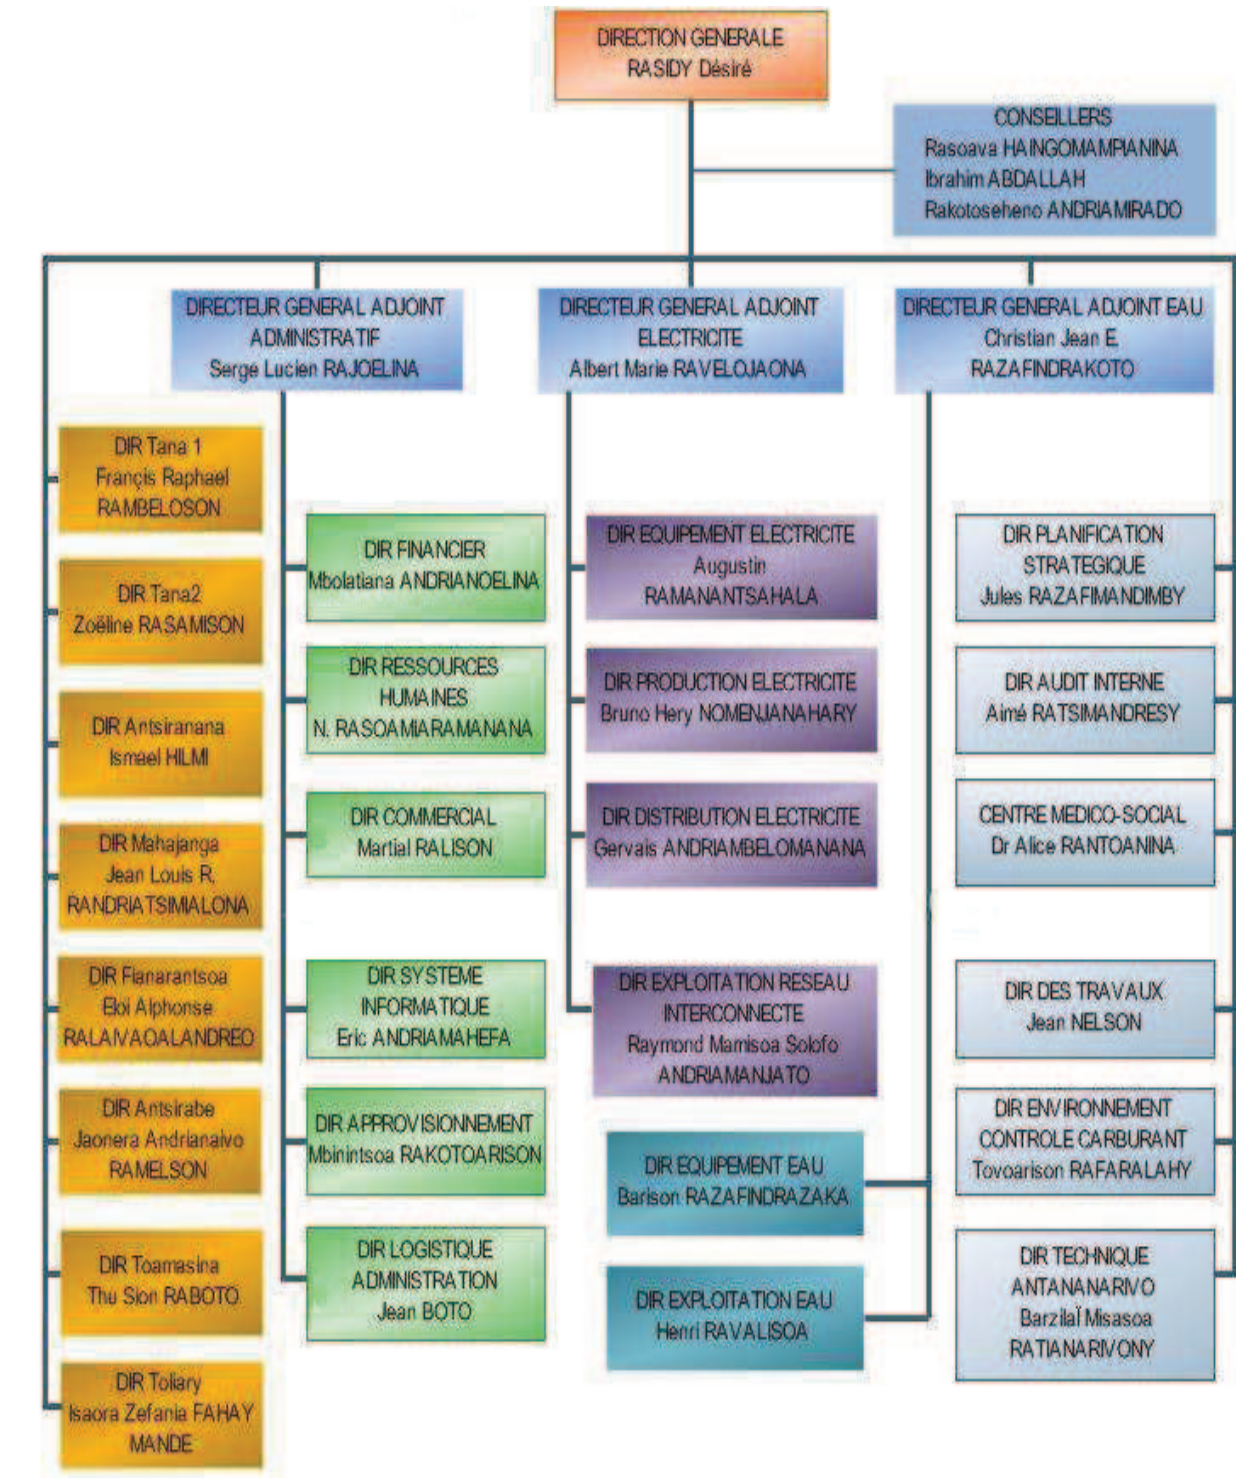 DIRECTION GENERALE
RASIDY Désiré
CONSEILLERS
Rasoava HAINGOMAMPIANINA
Ibrahim ABDALLAH
Rakotoseheno ANDRIAMIRADO
DIRECTEUR GENERAL ADJOINT
ADMINISTRATIF
Serge Lucien RAJOELINA
DIRECTEUR GENERAL ADJOINT
ELECTRICITE
Albert Marie RAVELOJAONA
DIRECTEUR GENERAL ADJOINT EAU
Christian Jean E.
RAZAFINDRAKOTO
DIR Tana 1
Françis Raphael
RAMBELOSON
DIR Tana2
Zoëline RASAMISON
DIR Antsiranana
Ismael HILMI
DIR Mahajanga
Jean Louis R.
RANDRIATSIMIALONA
DIR Fianarantsoa
Eloi Alphonse
RALAIVAOALANDREO
DIR Antsirabe
Jaonera Andrianaivo
RAMELSON
DIR Toamasina
Thu Sion RABOTO
DIR Toliary
Isaora Zefania FAHAY
MANDE
DIR FINANCIER
Mbolatiana ANDRIANOELINA
DIR RESSOURCES
HUMAINES
N. RASOAMIARAMANANA
DIR COMMERCIAL
Martial RALISON
DIR SYSTEME
INFORMATIQUE
Eric ANDRIAMAHEFA
DIR APPROVISIONNEMENT
Mbinintsoa RAKOTOARISON
DIR LOGISTIQUE
ADMINISTRATION
Jean BOTO
DIR EQUIPEMENT ELECTRICITE
Augustin
RAMANANTSAHALA
DIR PRODUCTION ELECTRICITE
Bruno Hery NOMENJANAHARY
DIR DISTRIBUTION ELECTRICITE
Gervais ANDRIAMBELOMANANA
DIR EXPLOITATION RESEAU
INTERCONNECTE
Raymond Mamisoa Solofo
ANDRIAMANJATO
DIR EQUIPEMENT EAU
Barison RAZAFINDRAZAKA
DIR EXPLOITATION EAU
Henri RAVALISOA
DIR PLANIFICATION
STRATEGIQUE
Jules RAZAFIMANDIMBY
DIR AUDIT INTERNE
Aimé RATSIMANDRESY
CENTRE MEDICO-SOCIAL
Dr Alice RANTOANINA
DIR DES TRAVAUX
Jean NELSON
DIR ENVIRONNEMENT
CONTROLE CARBURANT
Tovoarison RAFARALAHY
DIR TECHNIQUE
ANTANANARIVO
Barzilaï Misasoa
RATIANARIVONY